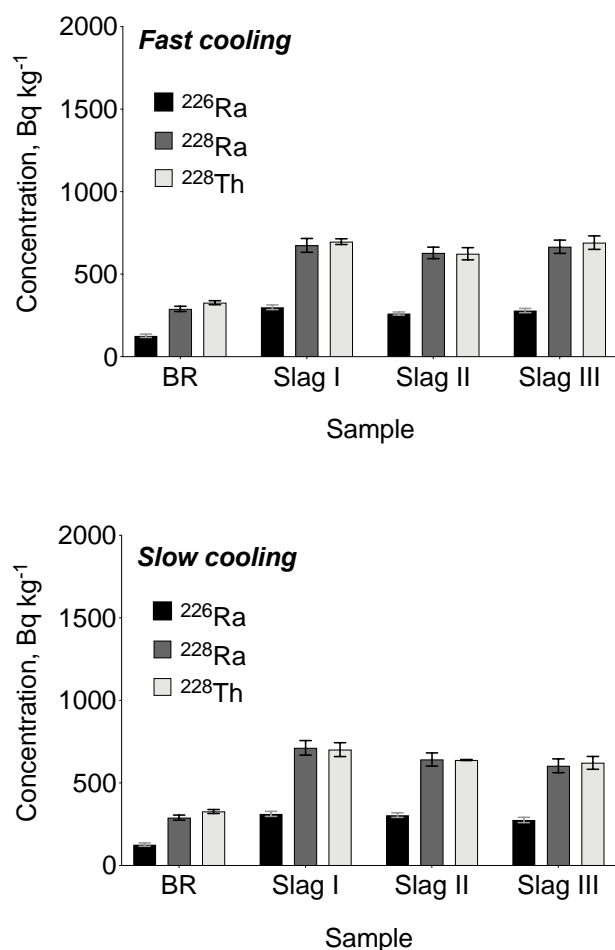 2000
Fast cooling
1500
²²⁶Ra
²²⁸Ra
1000
²²⁸Th
500
0
Concentration, Bq kg⁻¹
BR Slag I Slag II Slag III
Sample
2000
Slow cooling
1500
²²⁶Ra
²²⁸Ra
1000
²²⁸Th
500
0
Concentration, Bq kg⁻¹
BR Slag I Slag II Slag III
Sample